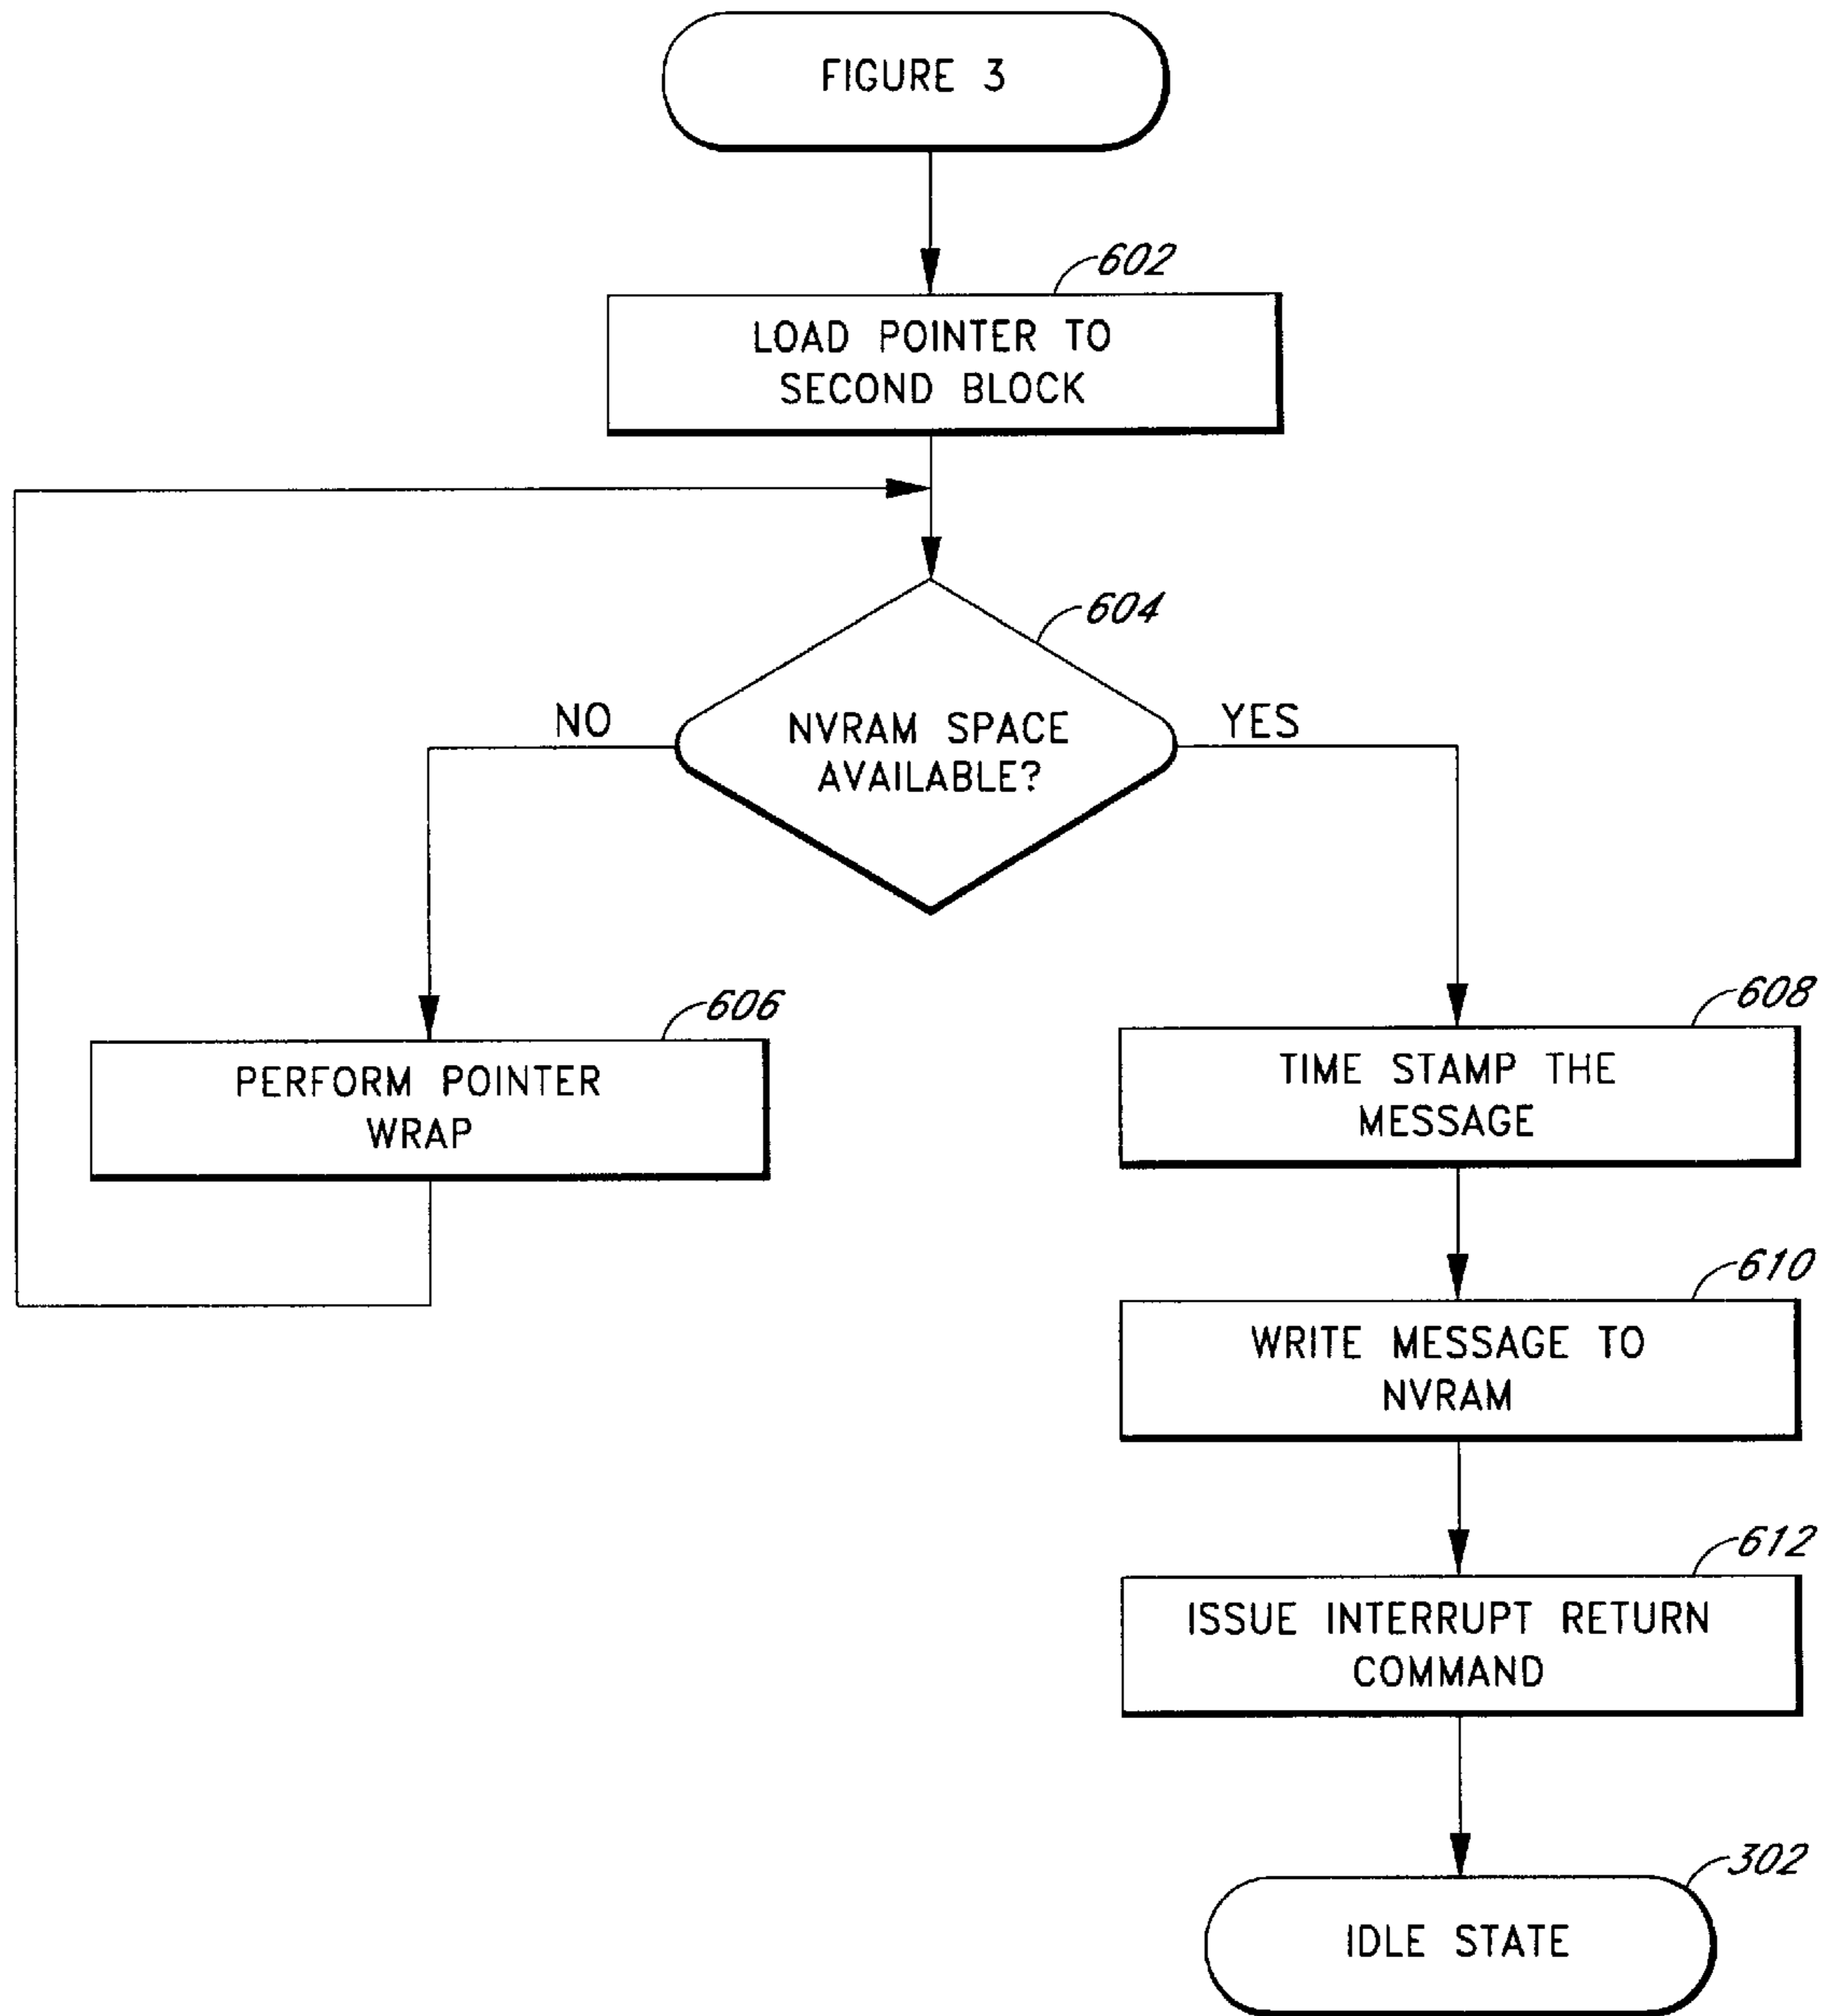 FIGURE 3
602
LOAD POINTER TO
SECOND BLOCK
604
NO
NVRAM SPACE
AVAILABLE?
YES
606
PERFORM POINTER
WRAP
608
TIME STAMP THE
MESSAGE
610
WRITE MESSAGE TO
NVRAM
612
ISSUE INTERRUPT RETURN
COMMAND
302
IDLE STATE